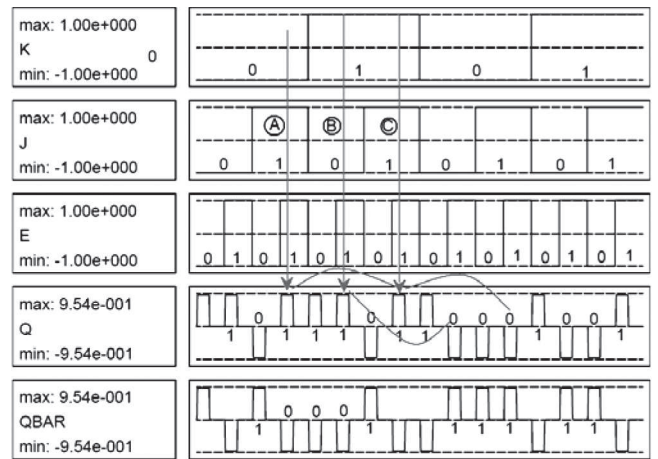 max: 1.00e+000
K 0
min: -1.00e+000
0 1 0 1
max: 1.00e+000
J
min: -1.00e+000
A B C
0 1 0 1 0 1 0 1
max: 1.00e+000
E
min: -1.00e+000
0 1 0 1 0 1 0 1 0 1 0 1 0 1 0 1
max: 9.54e-001
Q
min: -9.54e-001
1 0 1 1 1 0 1 1 0 0 0 1 0 0 1
max: 9.54e-001
QBAR
min: -9.54e-001
1 0 0 0 1 1 1 1 1 1